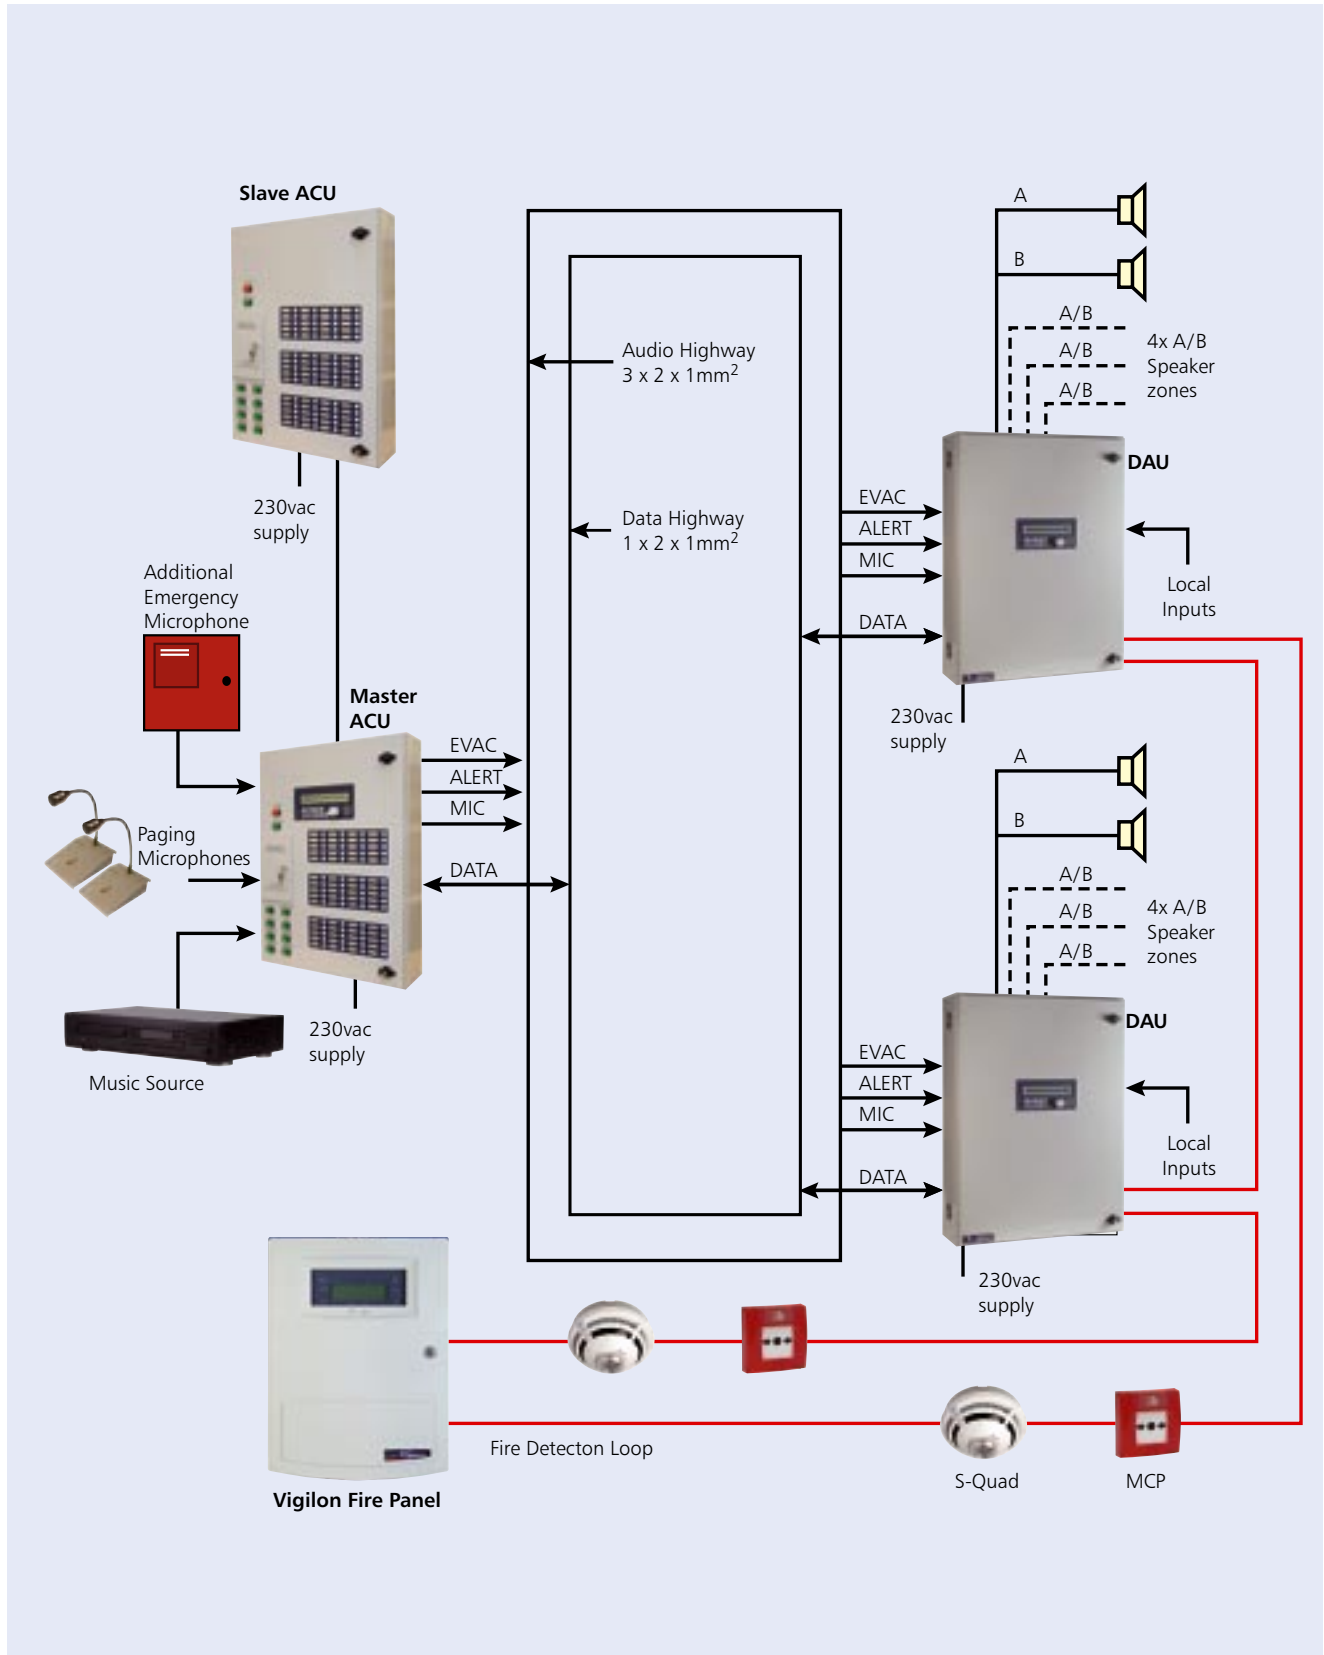 Slave ACU
230vac
supply
Additional
Emergency
Microphone
Master
ACU
Paging
Microphones
Music Source
230vac
supply
EVAC
ALERT
MIC
DATA
Audio Highway
3 x 2 x 1mm2
Data Highway
1 x 2 x 1mm2
A
B
A/B
A/B
A/B
4x A/B
Speaker
zones
DAU
EVAC
ALERT
MIC
DATA
Local
Inputs
230vac
supply
A
B
A/B
A/B
A/B
4x A/B
Speaker
zones
DAU
EVAC
ALERT
MIC
DATA
Local
Inputs
230vac
supply
Fire Detecton Loop
S-Quad
MCP
Vigilon Fire Panel